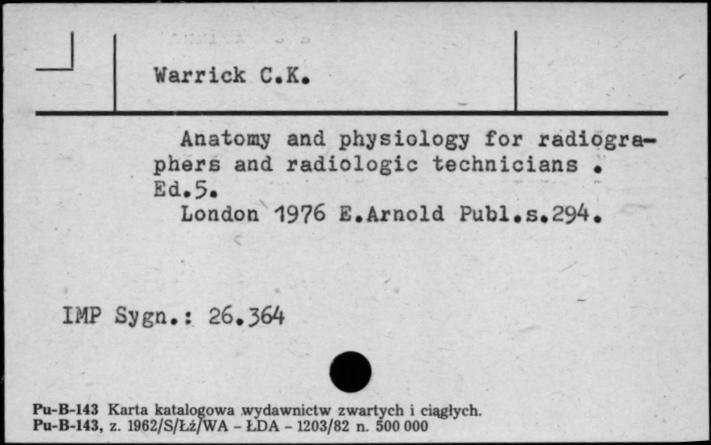 Warrick C.K.
Anatomy and physiology for radiogra-
phers and radiologic technicians .
Ed.5.
London 1976 E.Arnold Publ.s.294.
IMP Sygn.: 26.364
Pu-B-143 Karta katalogowa wydawnictw zwartych i ciągłych.
Pu-B-143, z. 1962/S/Łź/WA - ŁDA - 1203/82 n. 500 000